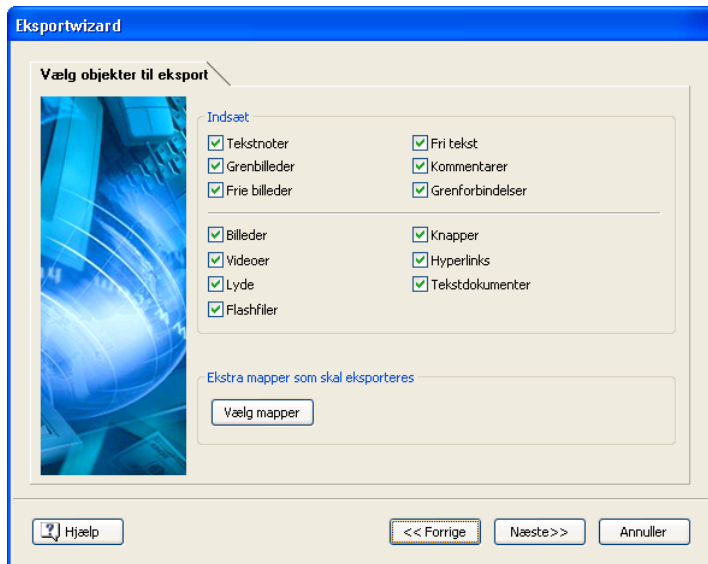 Eksportwizard
Vælg objekter til eksport
Indsæt
Tekstnoter
Fri tekst
Grenbilleder
Kommentarer
Frie billeder
Grenforbindelser
Billeder
Knapper
Videoer
Hyperlinks
Lyde
Tekstdokumenter
Flashfiler
Ekstra mapper som skal eksporteres
Vælg mapper
Hjælp
<< Forrige
Næste>>
Annuller